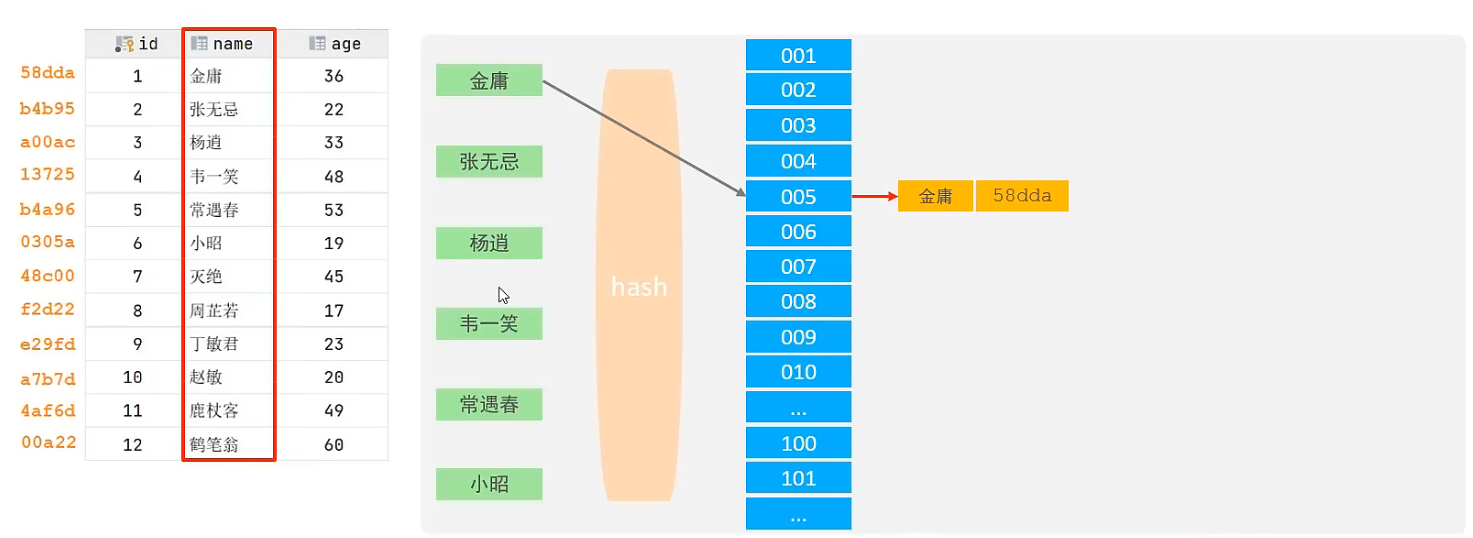 id name age
58dda 1 金庸 36
b4b95 2 张无忌 22
a00ac 3 杨逍 33
13725 4 韦一笑 48
b4a96 5 常遇春 53
0305a 6 小昭 19
48c00 7 灭绝 45
f2d22 8 周芷若 17
e29fd 9 丁敏君 23
a7b7d 10 赵敏 20
4af6d 11 鹿杖客 49
00a22 12 鹤笔翁 60
金庸
张无忌
杨逍
韦一笑
常遇春
小昭
hash
001
002
003
004
005
006
007
008
009
010
...
100
101
...
金庸 58dda